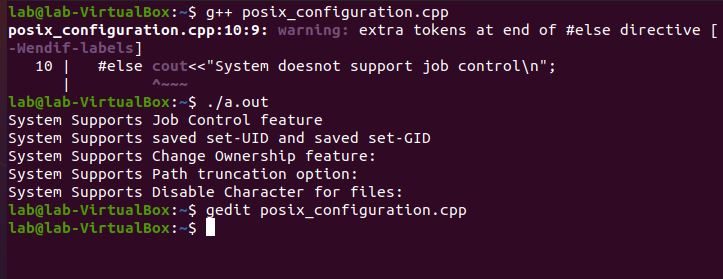 lab@lab-VirtualBox:~$ g++ posix_configuration.cpp
posix_configuration.cpp:10:9: warning: extra tokens at end of #else directive [
-Wendif-labels]
   10 |   #else cout<<"System doesnot support job control\n";
      |         ^~~~
lab@lab-VirtualBox:~$ ./a.out
System Supports Job Control feature
System Supports saved set-UID and saved set-GID
System Supports Change Ownership feature:
System Supports Path truncation option:
System Supports Disable Character for files:
lab@lab-VirtualBox:~$ gedit posix_configuration.cpp
lab@lab-VirtualBox:~$